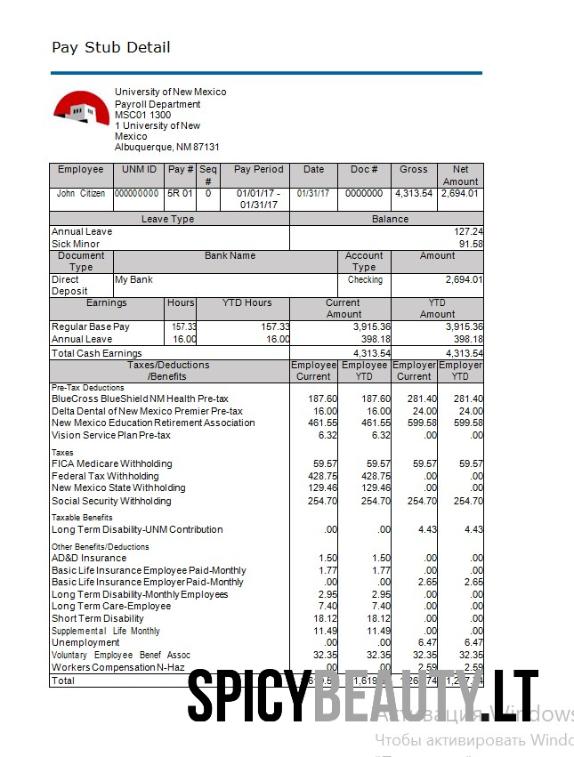 Pay Stub Detail
University of New Mexico
Payroll Department
MSC01 1300
1 University of New
Mexico
Albuquerque, NM 87131
Employee UNM ID Pay # Seq # Pay Period Date Doc # Gross Net Amount
John Citizen 000000000 5R 01 0 01/01/17 - 01/31/17 01/31/17 0000000 4,313.54 2,694.01
Leave Type Balance
Annual Leave 127.24
Sick Minor 91.58
Document Type Bank Name Account Type Amount
Direct Deposit My Bank Checking 2,694.01
Earnings Hours YTD Hours Current Amount YTD Amount
Regular Base Pay 157.33 157.33 3,915.36 3,915.36
Annual Leave 16.00 16.00 398.18 398.18
Total Cash Earnings 4,313.54 4,313.54
Taxes/Deductions /Benefits Employee Current Employee YTD Employer Current Employer YTD
Pre-Tax Deductions
BlueCross BlueShield NM Health Pre-tax 187.60 187.60 281.40 281.40
Delta Dental of New Mexico Premier Pre-tax 16.00 16.00 24.00 24.00
New Mexico Education Retirement Association 461.55 461.55 599.58 599.58
Vision Service Plan Pre-tax 6.32 6.32 .00 .00
Taxes
FICA Medicare Withholding 59.57 59.57 59.57 59.57
Federal Tax Withholding 428.75 428.75 .00 .00
New Mexico State Withholding 129.46 129.46 .00 .00
Social Security Withholding 254.70 254.70 254.70 254.70
Taxable Benefits
Long Term Disability-UNM Contribution .00 .00 4.43 4.43
Other Benefits/Deductions
AD&D Insurance 1.50 1.50 .00 .00
Basic Life Insurance Employee Paid-Monthly 1.77 1.77 .00 .00
Basic Life Insurance Employer Paid-Monthly .00 .00 2.65 2.65
Long Term Disability-Monthly Employees 2.95 2.95 .00 .00
Long Term Care-Employee 7.40 7.40 .00 .00
Short Term Disability 18.12 18.12 .00 .00
Supplemental Life Monthly 11.49 11.49 .00 .00
Unemployment .00 .00 6.47 6.47
Voluntary Employee Benef Assoc 32.35 32.35 32.35 32.35
Workers Compensation N-Haz .00 .00 2.59 2.59
Total
SPICYBEAUTY.LT
Активация Windows
Чтобы активировать Windo